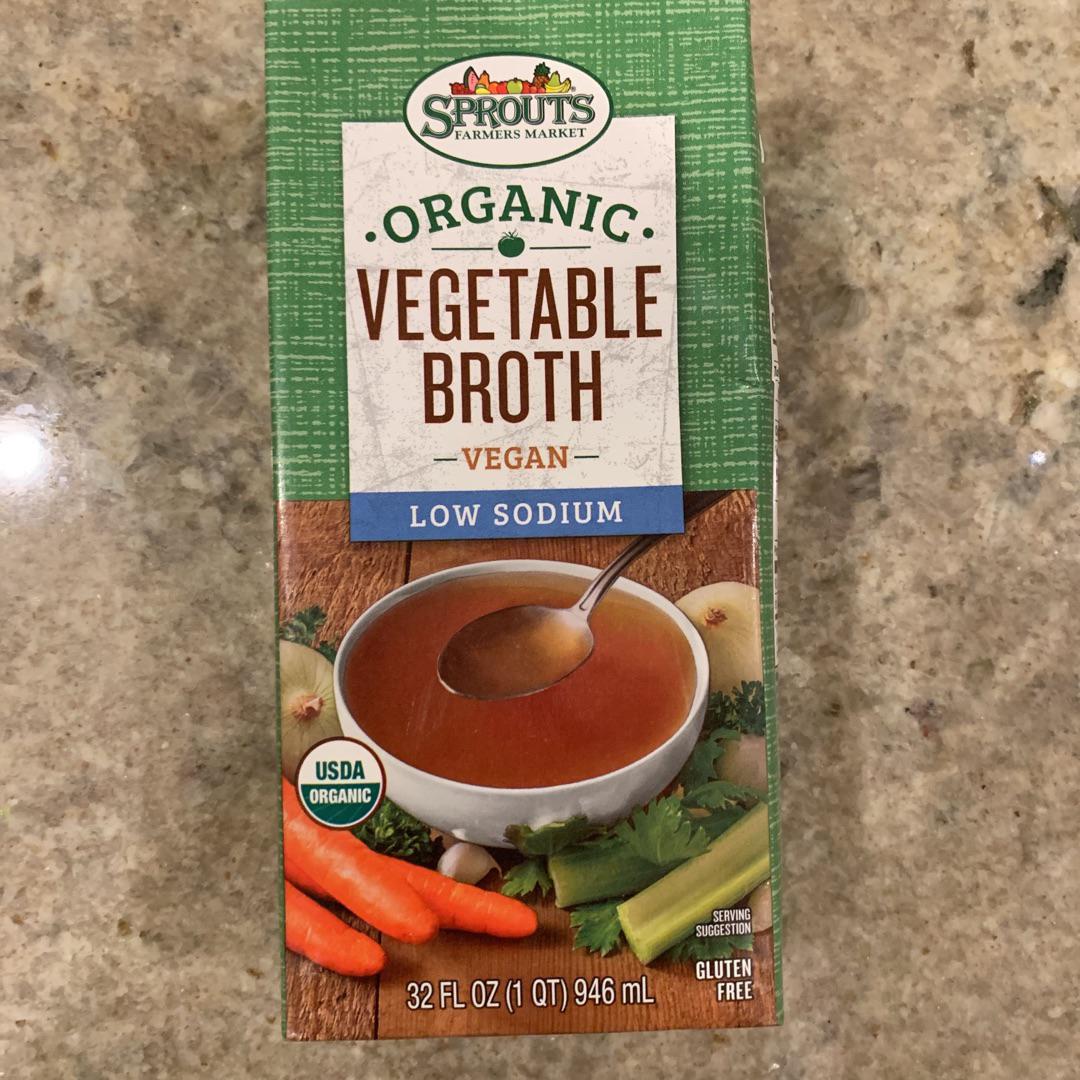 SPROUTS
FARMERS MARKET
·ORGANIC·
VEGETABLE
BROTH
VEGAN
LOW SODIUM
USDA
ORGANIC
SERVING
SUGGESTION
GLUTEN
FREE
32 FL OZ (1 QT) 946 mL